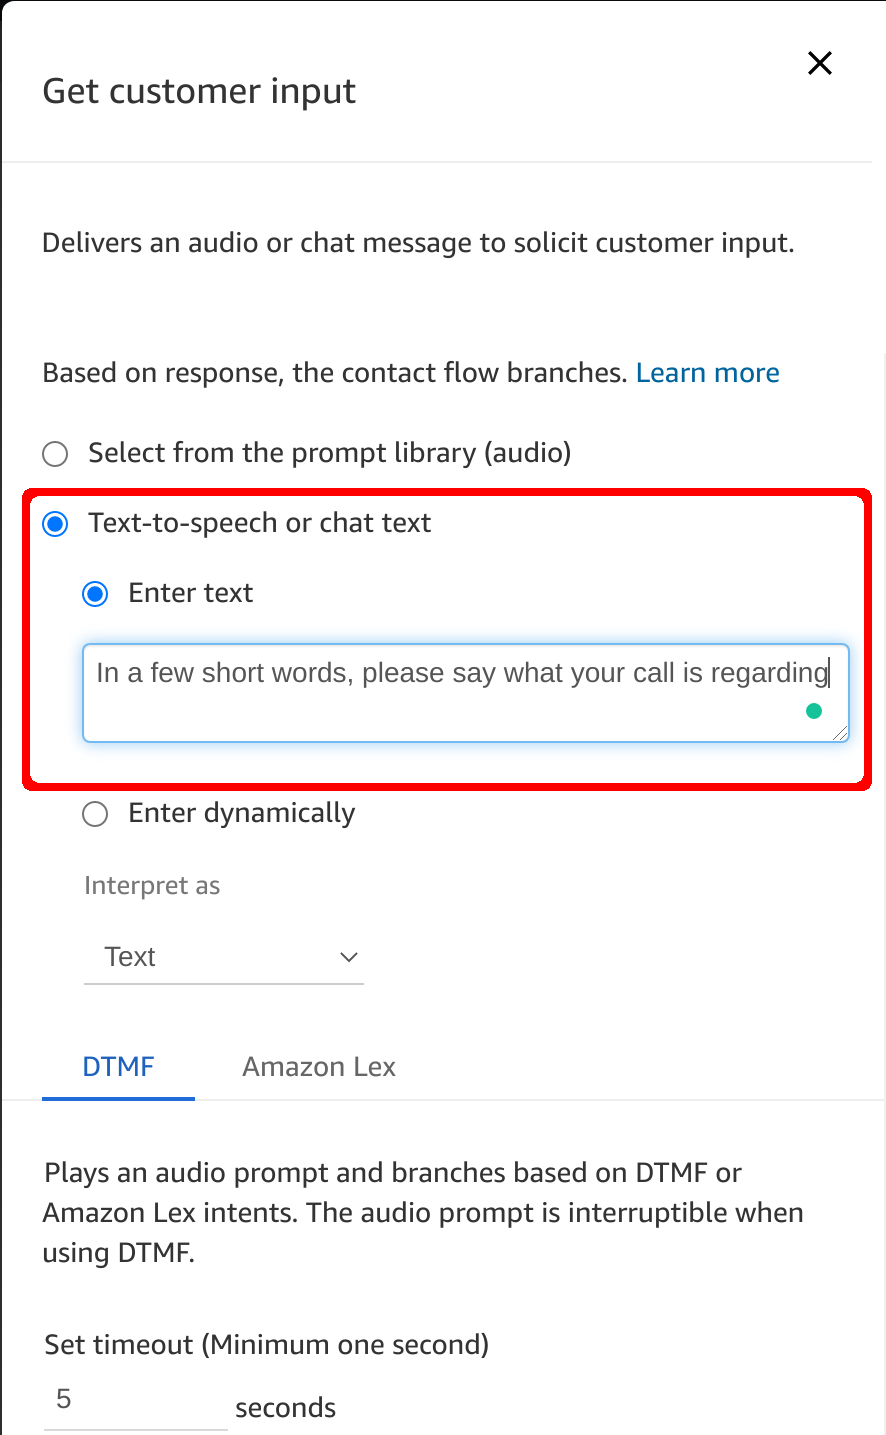 Get customer input
Delivers an audio or chat message to solicit customer input.
Based on response, the contact flow branches. Learn more
Select from the prompt library (audio)
Text-to-speech or chat text
Enter text
In a few short words, please say what your call is regarding
Enter dynamically
Interpret as
Text
DTMF Amazon Lex
Plays an audio prompt and branches based on DTMF or
Amazon Lex intents. The audio prompt is interruptible when
using DTMF.
Set timeout (Minimum one second)
5 seconds